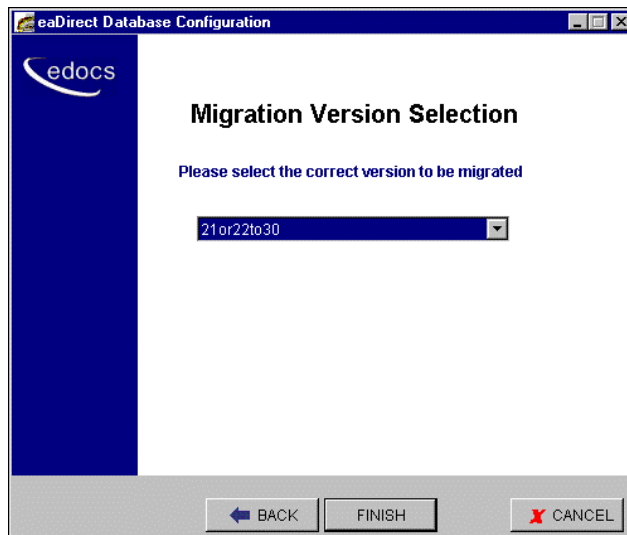 eaDirect Database Configuration
edocs
Migration Version Selection
Please select the correct version to be migrated
21or22to30
BACK
FINISH
CANCEL